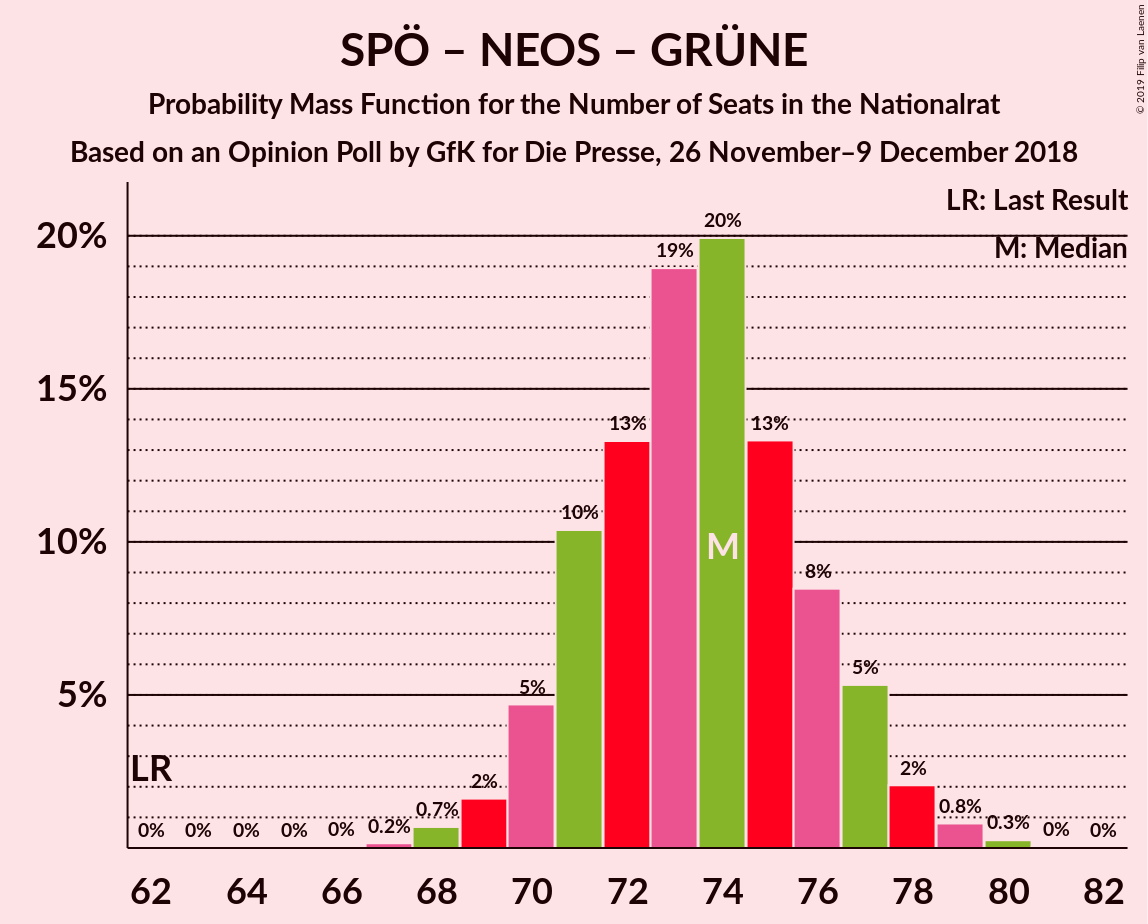 SPÖ – NEOS – GRÜNE
Probability Mass Function for the Number of Seats in the Nationalrat
Based on an Opinion Poll by GfK for Die Presse, 26 November–9 December 2018
© 2019 Filip van Laenen
LR: Last Result
M: Median
20%
15%
10%
5%
LR
0%
0%
0%
0%
0%
0.2%
0.7%
2%
5%
10%
13%
19%
20%
M
13%
8%
5%
2%
0.8%
0.3%
0%
0%
62 64 66 68 70 72 74 76 78 80 82